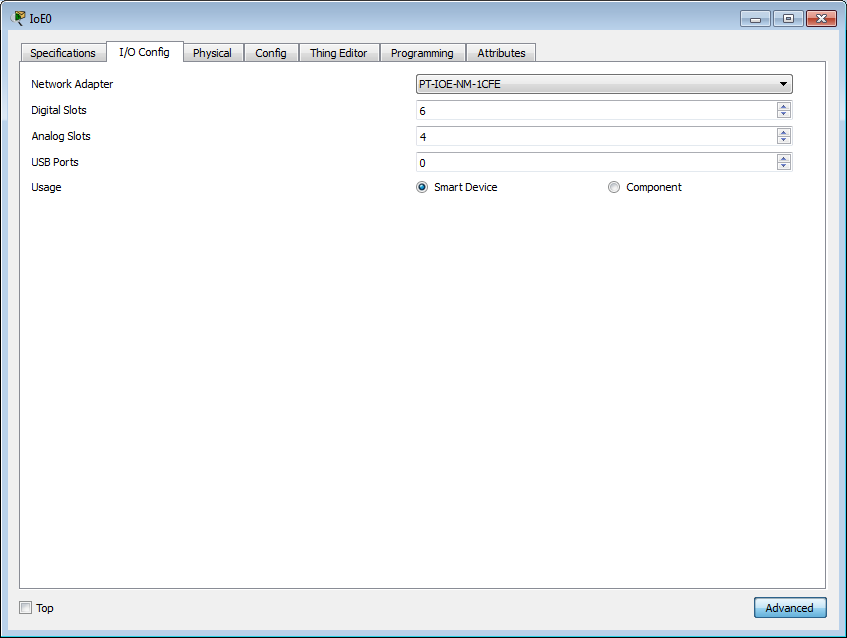 IoE0
Specifications I/O Config Physical Config Thing Editor Programming Attributes
Network Adapter PT-IOE-NM-1CFE
Digital Slots 6
Analog Slots 4
USB Ports 0
Usage Smart Device Component
Top Advanced